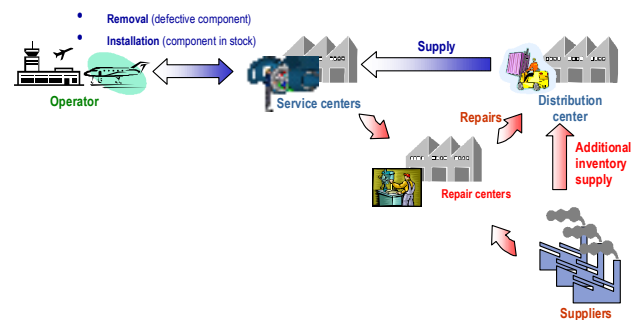 • Removal (defective component)
• Installation (component in stock)
Supply
Operator
Service centers
Distribution
center
Repairs
Additional
inventory
supply
Repair centers
Suppliers